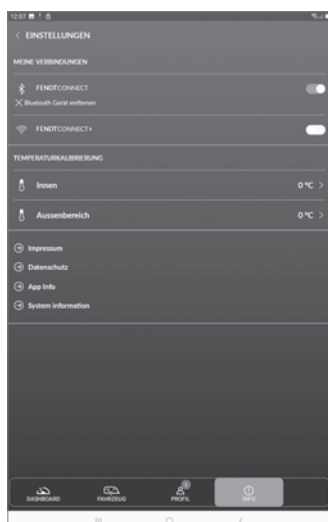 12:07
< EINSTELLUNGEN
MEINE VERBINDUNGEN
FENDTCONNECT
Bluetooth Gerät entfernen
FENDTCONNECT+
TEMPERATURKALIBRIERUNG
Innen 0 °C >
Aussenbereich 0 °C >
Impressum
Datenschutz
App Info
System information
DASHBOARD FAHRZEUG PROFIL INFO